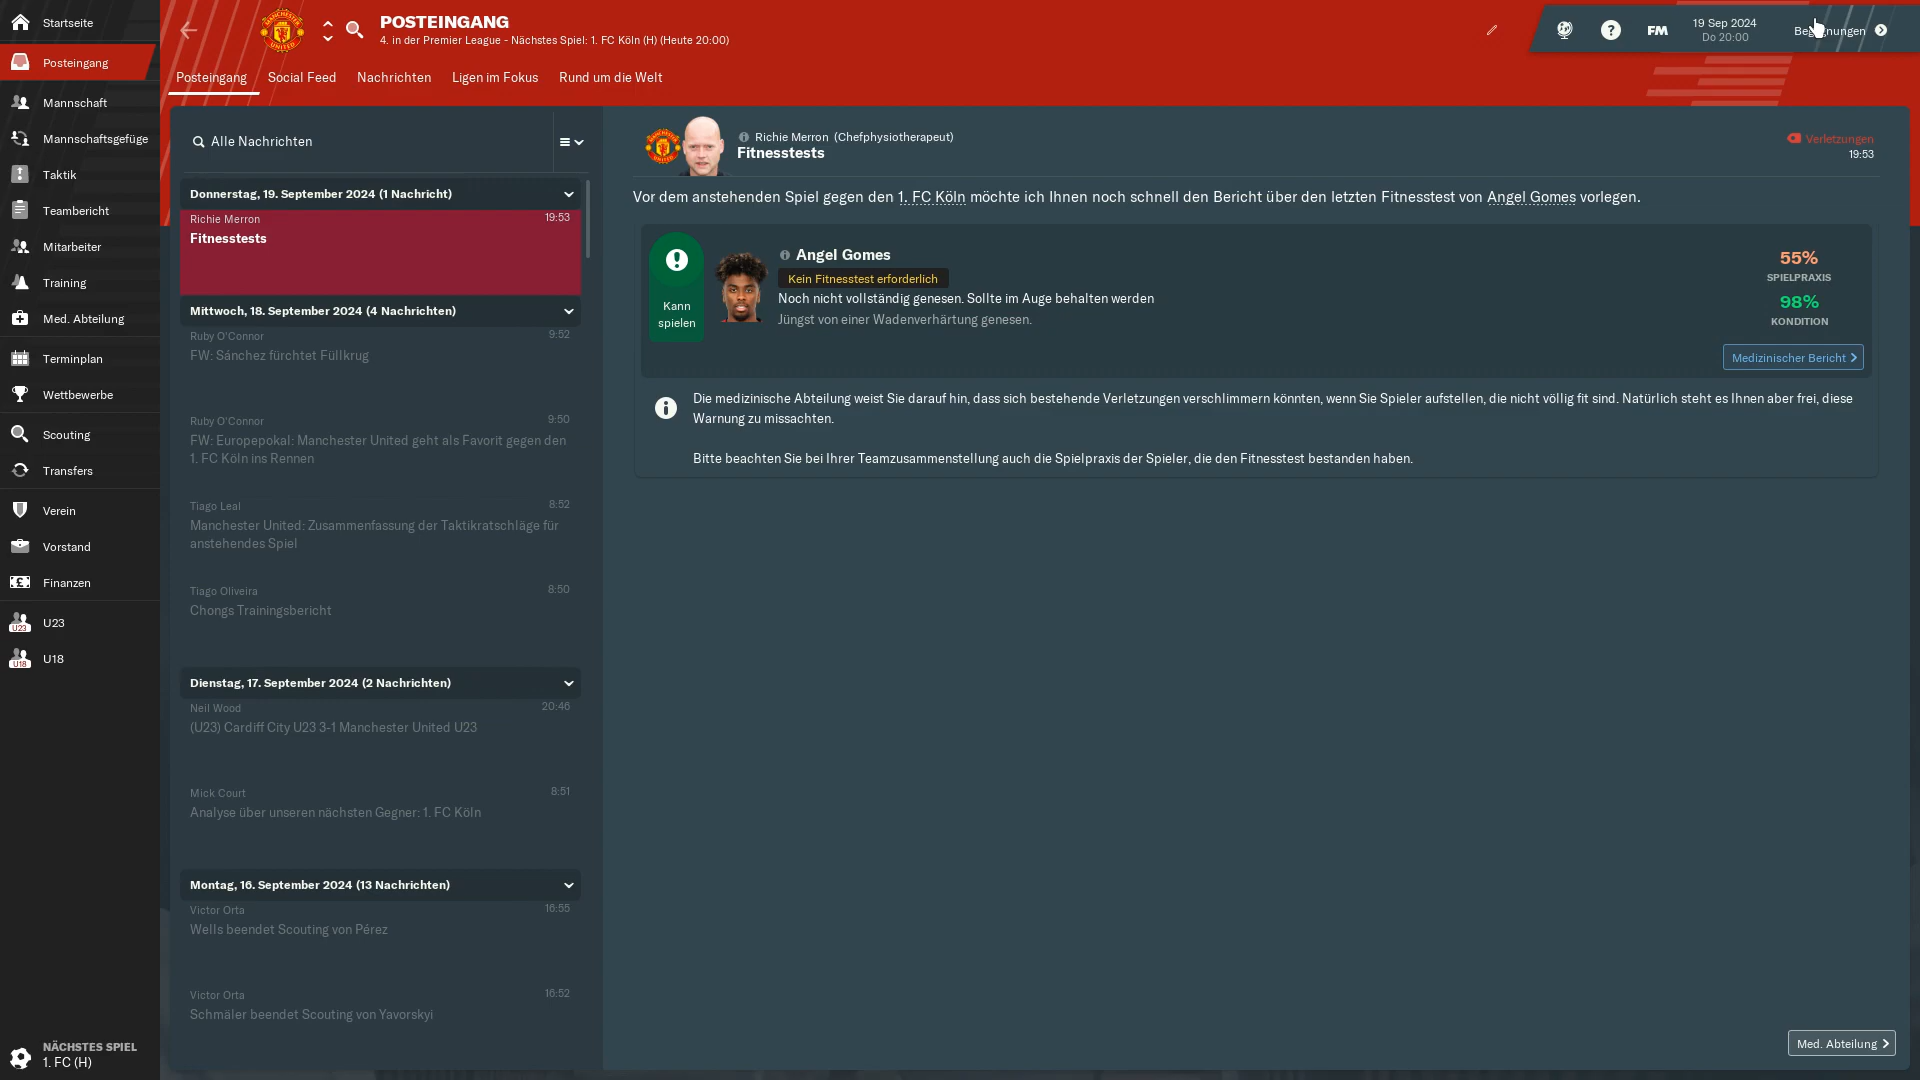 Startseite
Posteingang
Mannschaft
Mannschaftsgefüge
Taktik
Teambericht
Mitarbeiter
Training
Med. Abteilung
Terminplan
Wettbewerbe
Scouting
Transfers
Verein
Vorstand
Finanzen
U23
U23
U18
U18
NÄCHSTES SPIEL
1. FC (H)
POSTEINGANG
4. in der Premier League - Nächstes Spiel: 1. FC Köln (H) (Heute 20:00)
FM
19 Sep 2024
Do 20:00
Posteingang
Social Feed
Nachrichten
Ligen im Fokus
Rund um die Welt
Alle Nachrichten
Donnerstag, 19. September 2024 (1 Nachricht)
Richie Merron 19:53
Fitnesstests
Mittwoch, 18. September 2024 (4 Nachrichten)
Ruby O'Connor 9:52
FW: Sánchez fürchtet Füllkrug
Ruby O'Connor 9:50
FW: Europepokal: Manchester United geht als Favorit gegen den
1. FC Köln ins Rennen
Tiago Leal 8:52
Manchester United: Zusammenfassung der Taktikratschläge für
anstehendes Spiel
Tiago Oliveira 8:50
Chongs Trainingsbericht
Dienstag, 17. September 2024 (2 Nachrichten)
Neil Wood 20:46
(U23) Cardiff City U23 3-1 Manchester United U23
Mick Court 8:51
Analyse über unseren nächsten Gegner: 1. FC Köln
Montag, 16. September 2024 (13 Nachrichten)
Victor Orta 16:55
Wells beendet Scouting von Pérez
Victor Orta 16:52
Schmäler beendet Scouting von Yavorskyi
Richie Merron (Chefphysiotherapeut)
Fitnesstests
Verletzungen
19:53
Vor dem anstehenden Spiel gegen den 1. FC Köln möchte ich Ihnen noch schnell den Bericht über den letzten Fitnesstest von Angel Gomes vorlegen.
Kann
spielen
Angel Gomes
Kein Fitnesstest erforderlich
Noch nicht vollständig genesen. Sollte im Auge behalten werden
Jüngst von einer Wadenverhärtung genesen.
55%
SPIELPRAXIS
98%
KONDITION
Medizinischer Bericht
Die medizinische Abteilung weist Sie darauf hin, dass sich bestehende Verletzungen verschlimmern könnten, wenn Sie Spieler aufstellen, die nicht völlig fit sind. Natürlich steht es Ihnen aber frei, diese
Warnung zu missachten.
Bitte beachten Sie bei Ihrer Teamzusammenstellung auch die Spielpraxis der Spieler, die den Fitnesstest bestanden haben.
Med. Abteilung